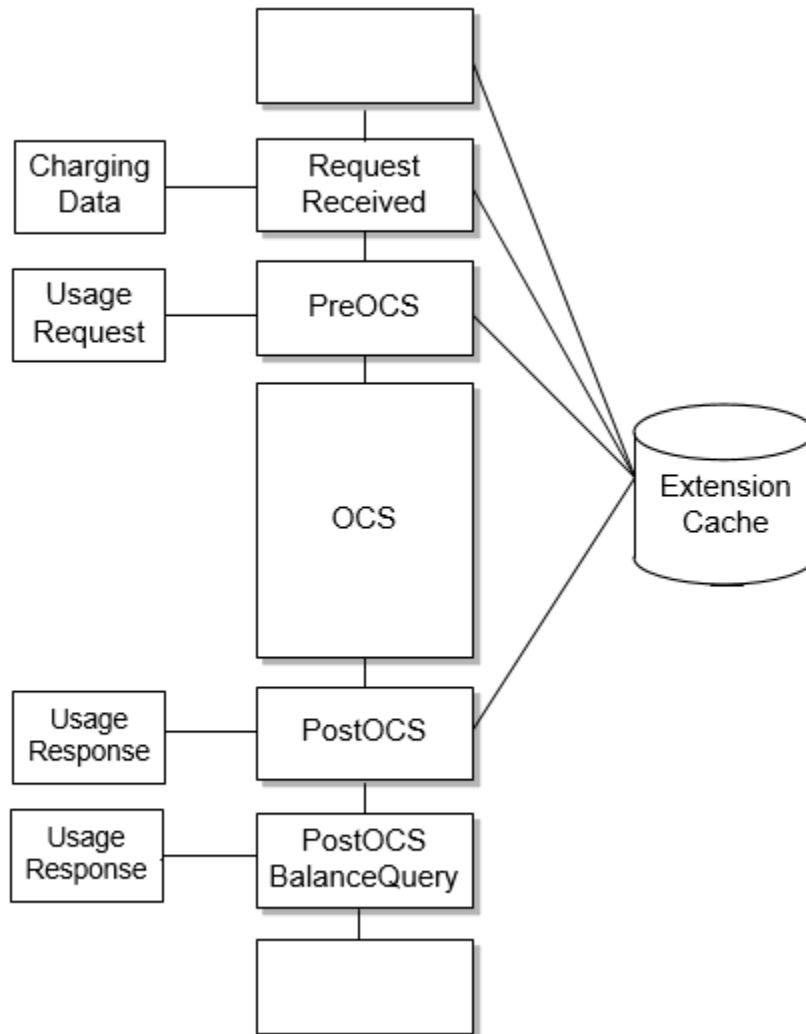 Charging
Data
Request
Received
Usage
Request
PreOCS
OCS
Extension
Cache
Usage
Response
PostOCS
Usage
Response
PostOCS
BalanceQuery